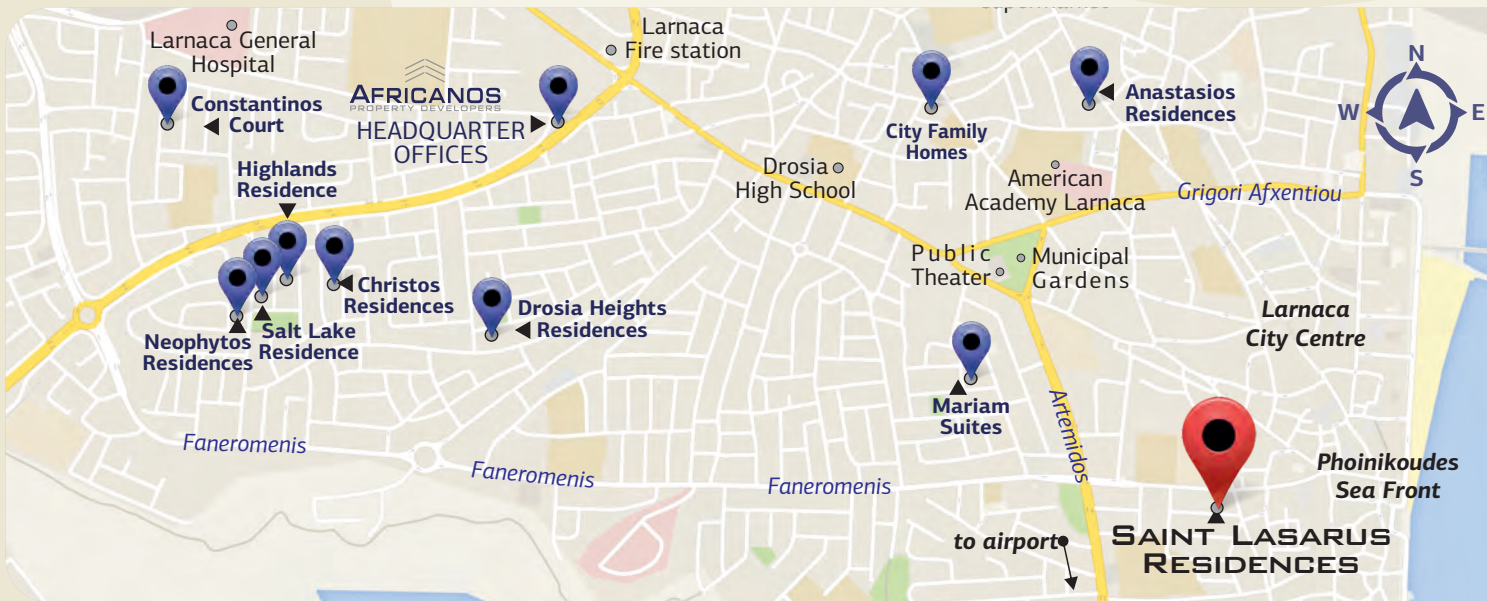 Larnaca General
Hospital
Constantinos
Court
AFRICANOS
PROPERTY DEVELOPERS
HEADQUARTER
OFFICES
Larnaca
Fire station
City Family
Homes
Anastasios
Residences
N
W
E
S
Highlands
Residence
Drosia
High School
American
Academy Larnaca
Grigori Afxentiou
Public
Theater
Municipal
Gardens
Christos
Residences
Drosia Heights
Residences
Neophytos
Residences
Salt Lake
Residence
Larnaca
City Centre
Mariam
Suites
Artemidos
Faneromenis
Faneromenis
Faneromenis
Phoinikoudes
Sea Front
to airport
SAINT LASARUS
RESIDENCES